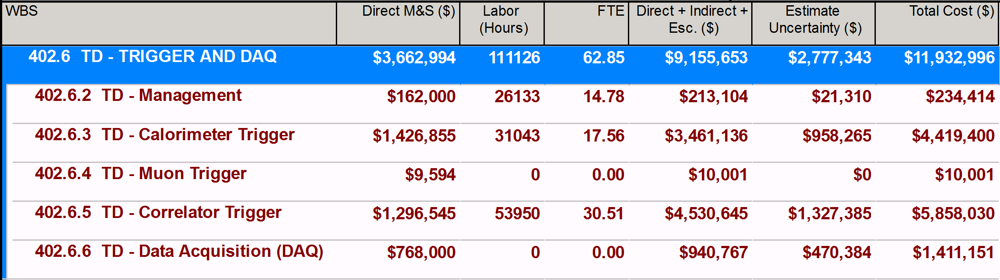 WBS Direct M&S ($) Labor (Hours) FTE Direct + Indirect + Esc. ($) Estimate Uncertainty ($) Total Cost ($)
402.6 TD - TRIGGER AND DAQ $3,662,994 111126 62.85 $9,155,653 $2,777,343 $11,932,996
402.6.2 TD - Management $162,000 26133 14.78 $213,104 $21,310 $234,414
402.6.3 TD - Calorimeter Trigger $1,426,855 31043 17.56 $3,461,136 $958,265 $4,419,400
402.6.4 TD - Muon Trigger $9,594 0 0.00 $10,001 $0 $10,001
402.6.5 TD - Correlator Trigger $1,296,545 53950 30.51 $4,530,645 $1,327,385 $5,858,030
402.6.6 TD - Data Acquisition (DAQ) $768,000 0 0.00 $940,767 $470,384 $1,411,151